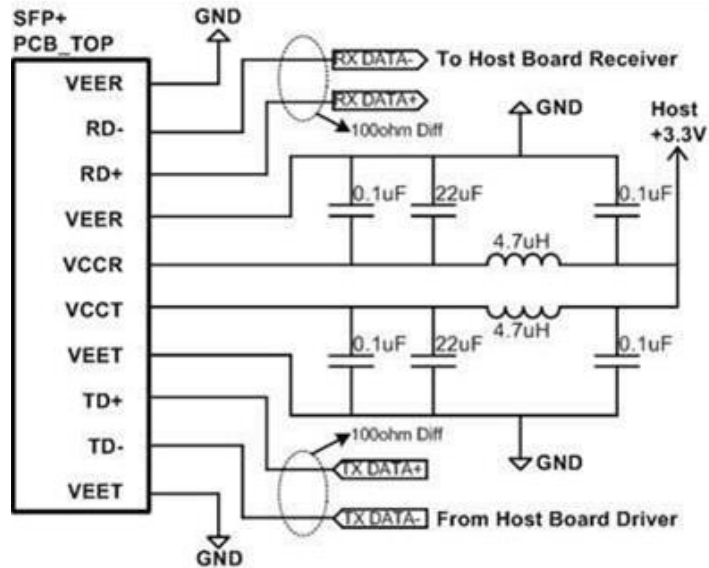 SFP+
PCB_TOP
GND
VEER
RX DATA- To Host Board Receiver
RD-
RX DATA+
100ohm Diff
GND
Host
+3.3V
RD+
VEER
0.1uF 22uF 0.1uF
4.7uH
VCCR
VCCT
4.7uH
VEET
0.1uF 22uF 0.1uF
TD+
100ohm Diff
TD-
TX DATA+
GND
VEET
TX DATA- From Host Board Driver
GND